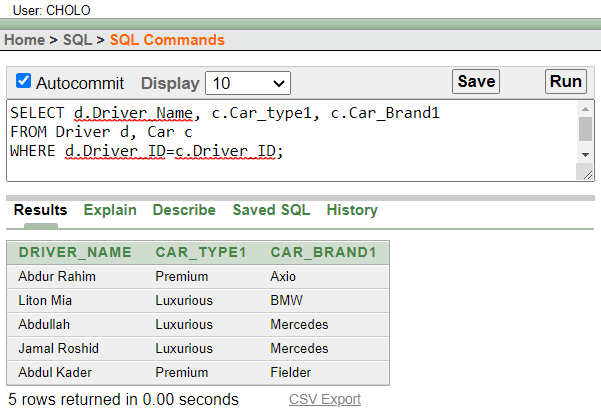 User: CHOLO
Home > SQL > SQL Commands
Autocommit Display 10 Save Run
SELECT d.Driver_Name, c.Car_type1, c.Car_Brand1
FROM Driver d, Car c
WHERE d.Driver_ID=c.Driver_ID;
Results Explain Describe Saved SQL History
DRIVER_NAME CAR_TYPE1 CAR_BRAND1
Abdur Rahim Premium Axio
Liton Mia Luxurious BMW
Abdullah Luxurious Mercedes
Jamal Roshid Luxurious Mercedes
Abdul Kader Premium Fielder
5 rows returned in 0.00 seconds CSV Export